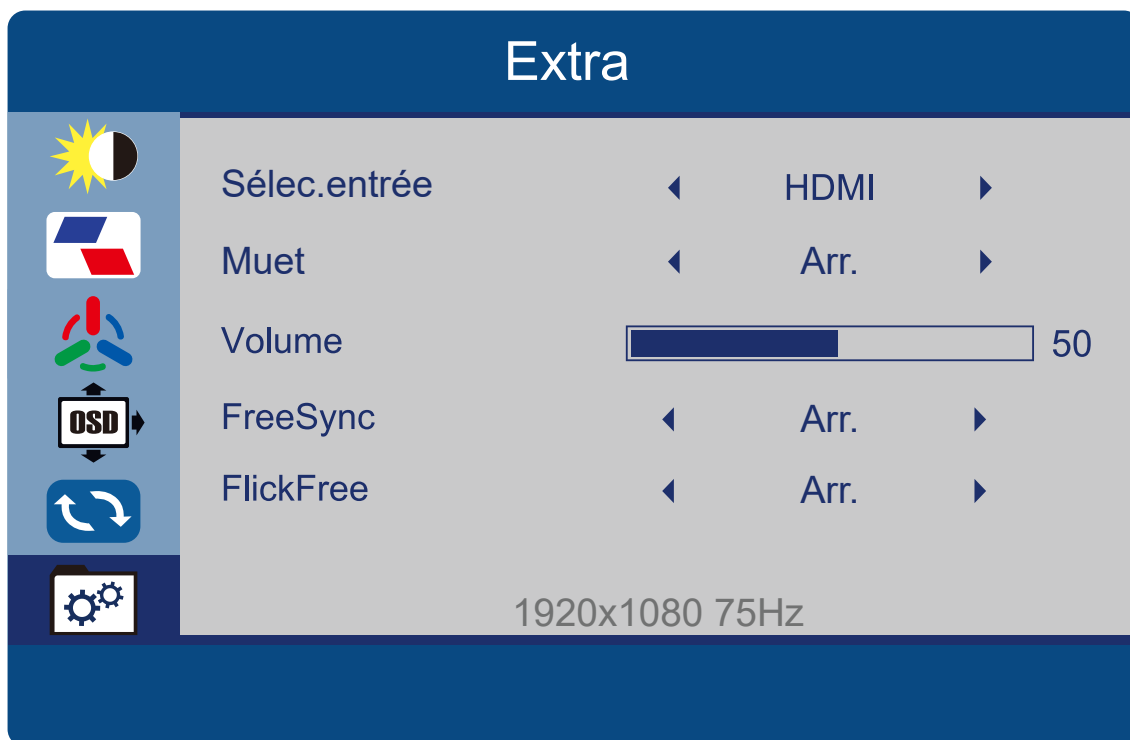 Extra
Sélec.entrée HDMI
Muet Arr.
Volume 50
OSD
FreeSync Arr.
FlickFree Arr.
1920x1080 75Hz